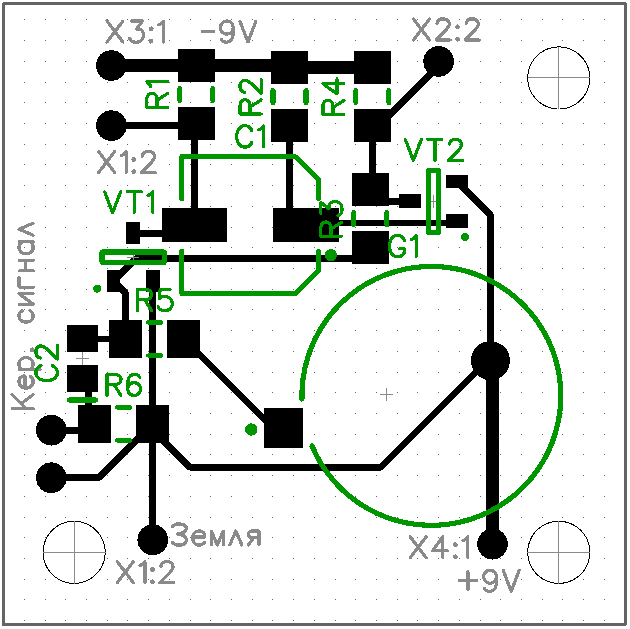 X3:1 -9V
X2:2
R1
R2
R4
C1
X1:2
VT2
VT1
R3
G1
Кер. сигнал
R5
C2
R6
Земля
X4:1
X1:2
+9V